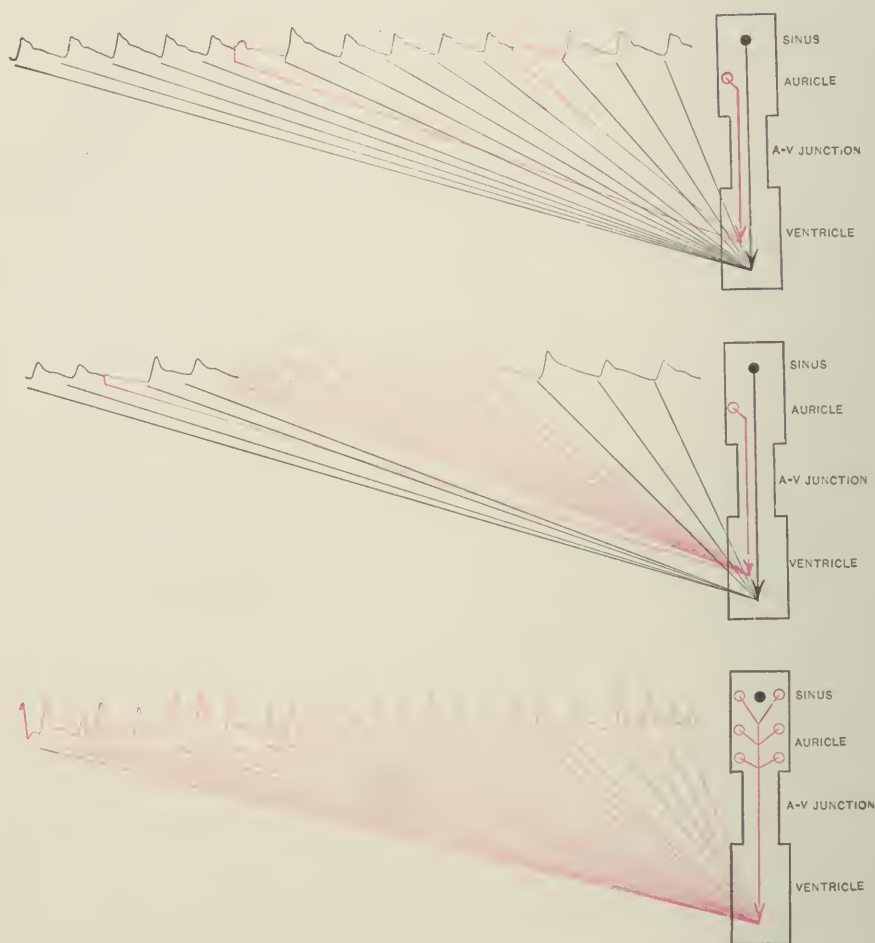 SINUS
AURICLE
A-V JUNCTION
VENTRICLE
SINUS
AURICLE
A-V JUNCTION
VENTRICLE
SINUS
AURICLE
A-V JUNCTION
VENTRICLE